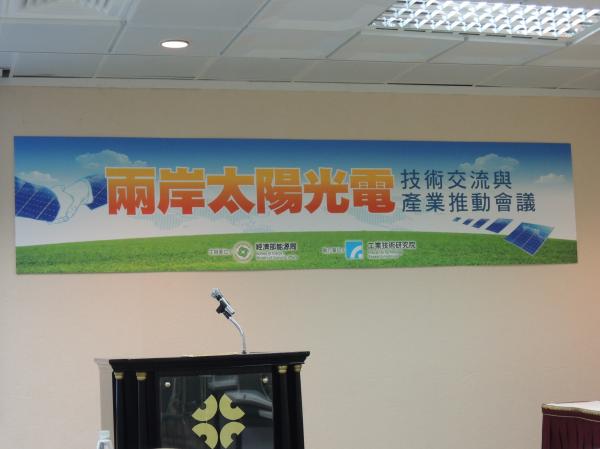 兩岸太陽光電
技術交流與
產業推動會議
經濟部能源局
工業技術研究院